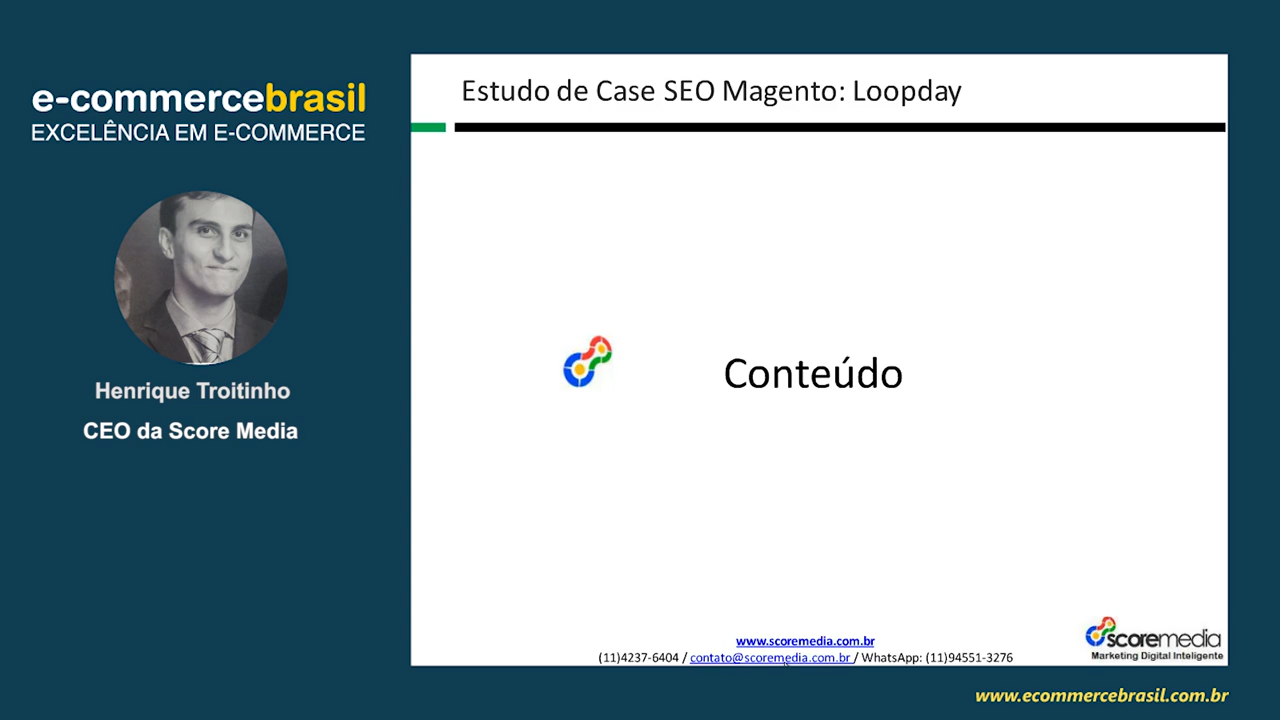 e-commercebrasil
EXCELÊNCIA EM E-COMMERCE
Henrique Troitinho
CEO da Score Media
Estudo de Case SEO Magento: Loopday
Conteúdo
www.scoremedia.com.br
(11)4237-6404 / contato@scoremedia.com.br / WhatsApp: (11)94551-3276
scoremedia
Marketing Digital Inteligente
www.ecommercebrasil.com.br